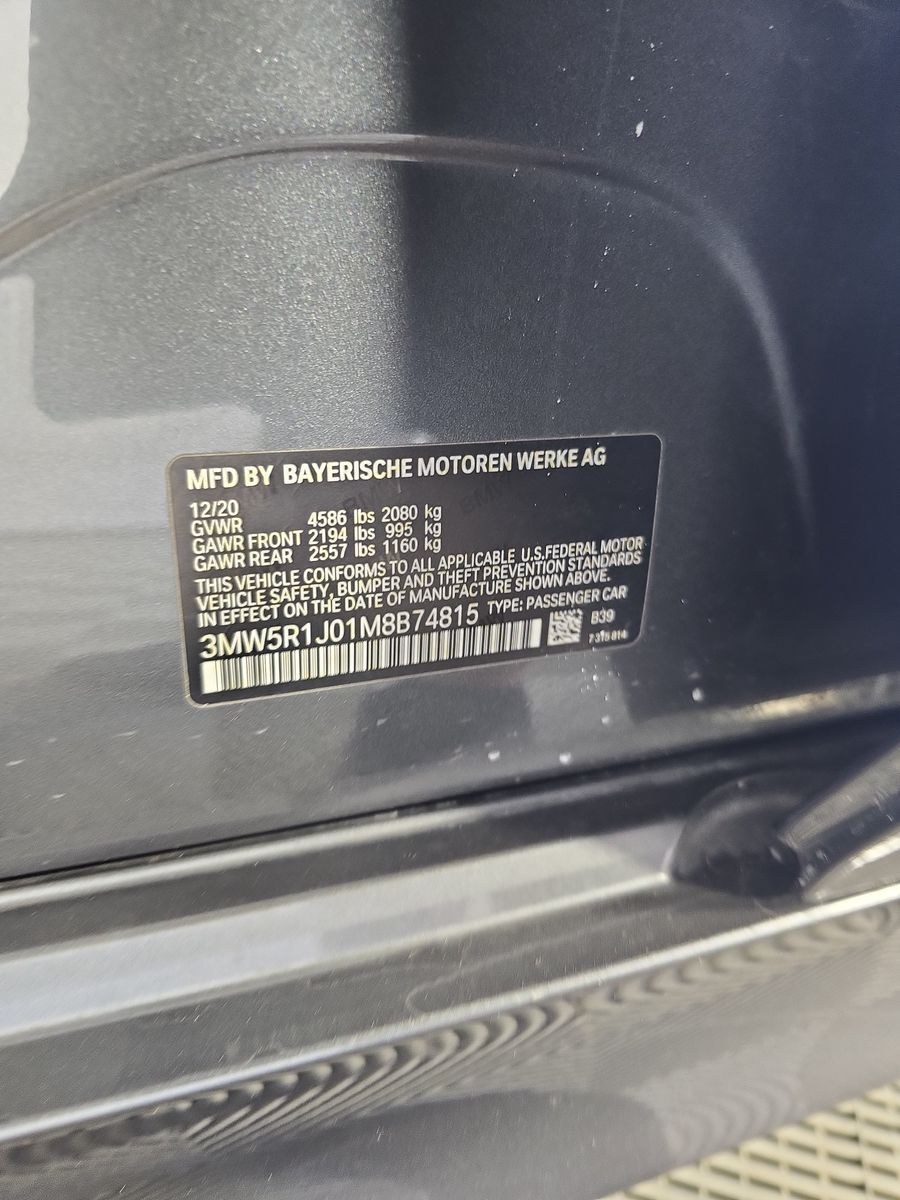 MFD BY BAYERISCHE MOTOREN WERKE AG
12/20
GVWR 4586 lbs 2080 kg
GAWR FRONT 2194 lbs 995 kg
GAWR REAR 2557 lbs 1160 kg
THIS VEHICLE CONFORMS TO ALL APPLICABLE U.S.FEDERAL MOTOR
VEHICLE SAFETY, BUMPER AND THEFT PREVENTION STANDARDS
IN EFFECT ON THE DATE OF MANUFACTURE SHOWN ABOVE.
3MW5R1J01M8B74815 TYPE: PASSENGER CAR
B39
7315814